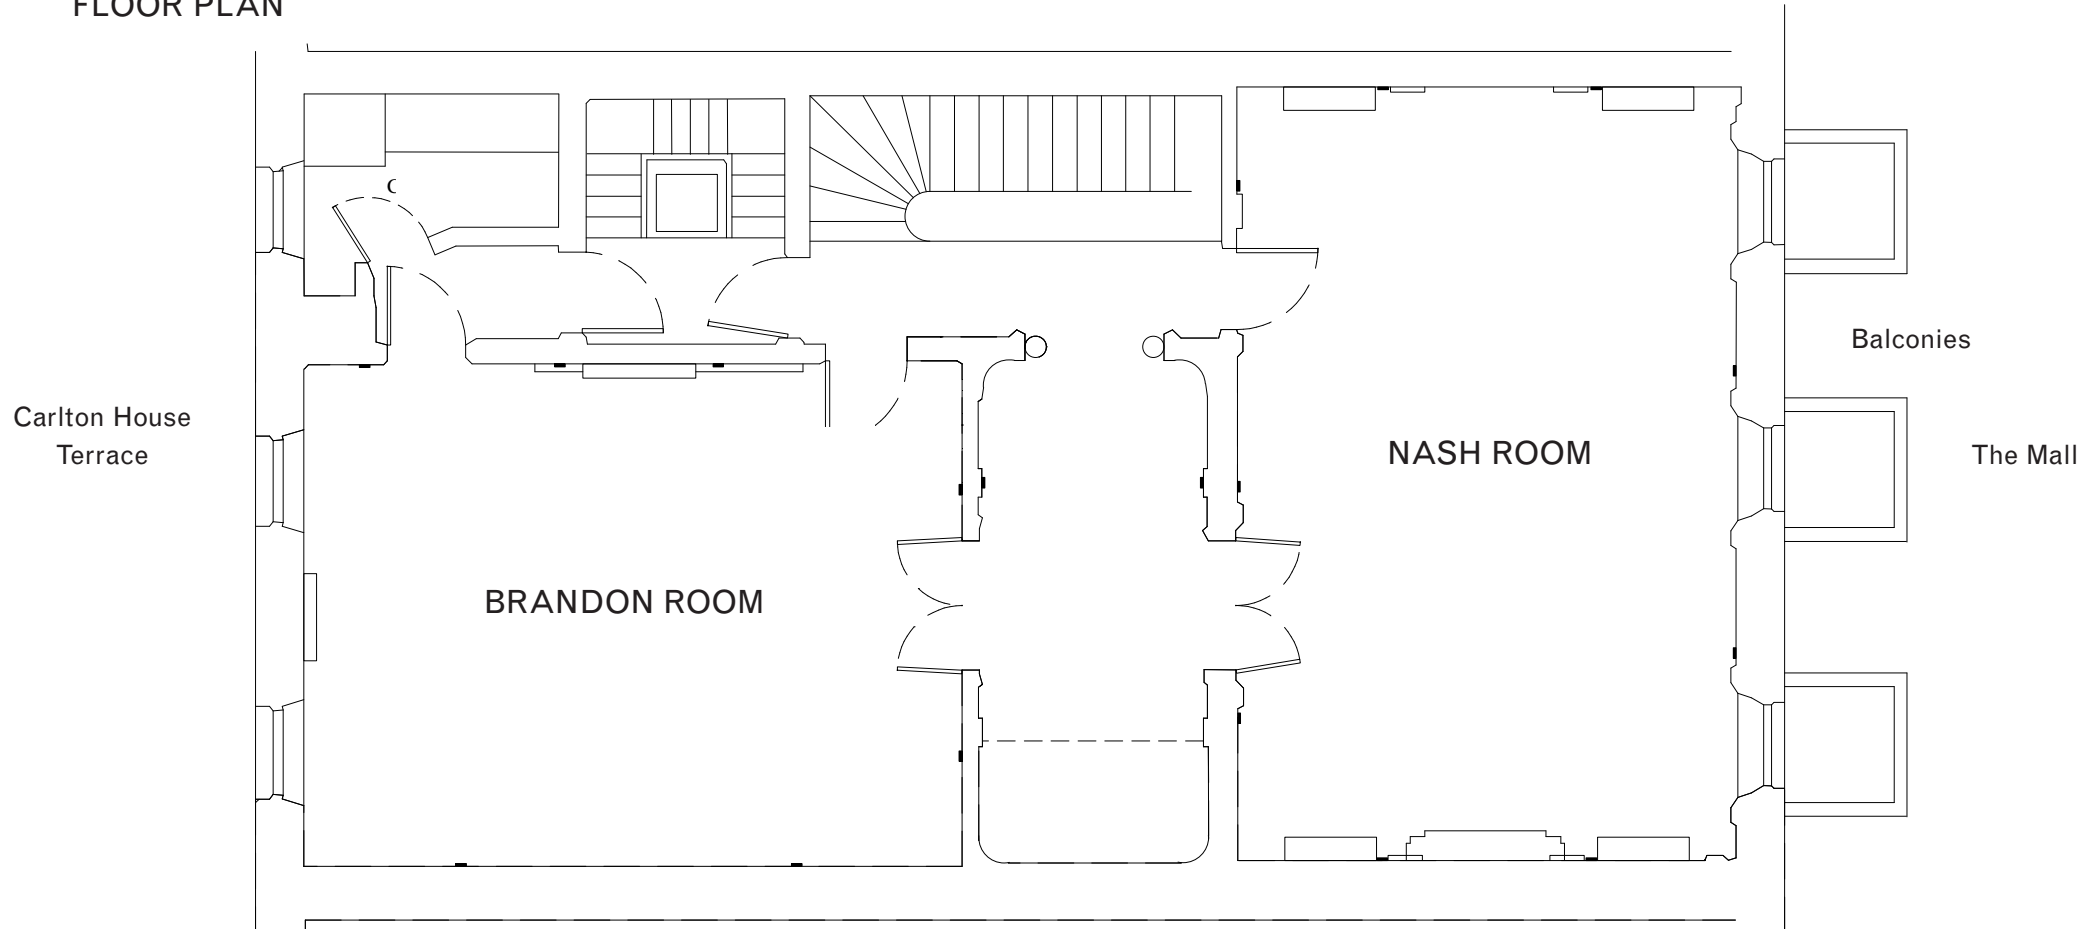 FLOOR PLAN
Balconies
Carlton House
Terrace
NASH ROOM
The Mall
BRANDON ROOM